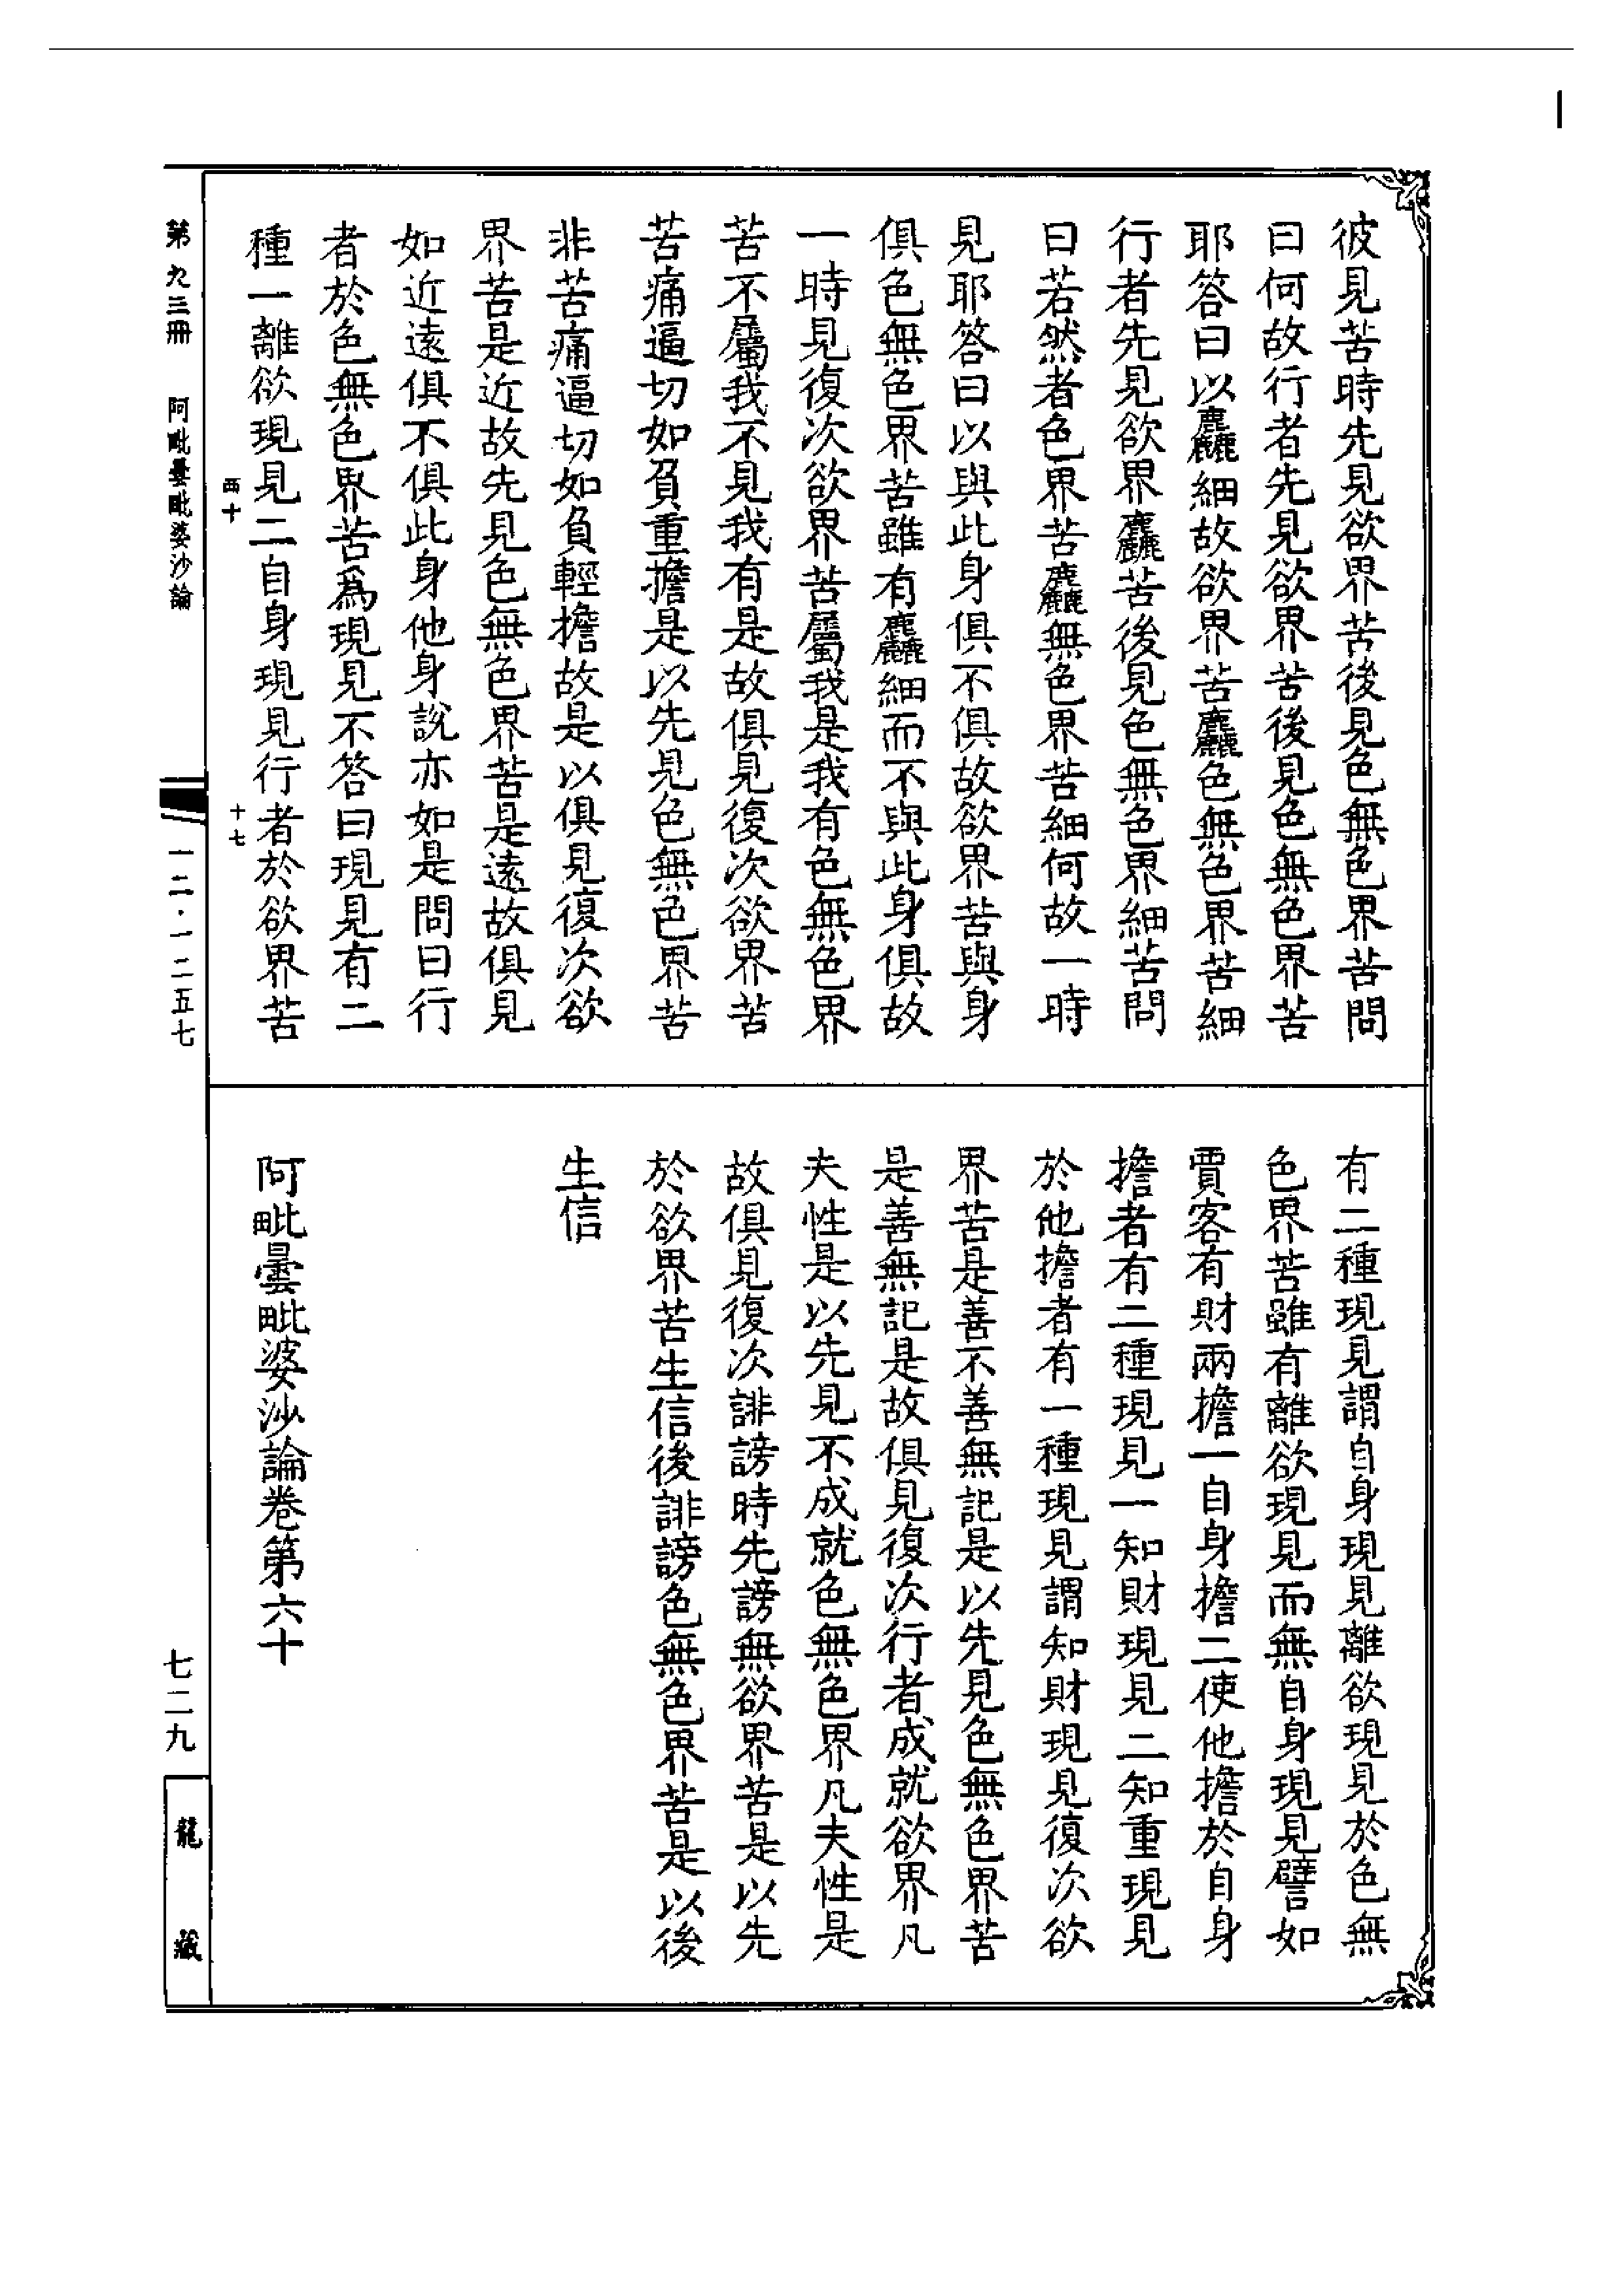 彼見苦時先見欲界苦後見色無色界苦問
曰何故行者先見欲界苦後見色無色界苦
耶答曰以麤細故欲界苦麤色無色界苦細
行者先見欲界麤苦後見色無色界細苦問
曰若然者色界苦麤無色界苦細何故一時
見耶答曰以與此身俱不俱故欲界苦與身
俱色無色界苦雖有麤細而不與此身俱故
一時見復次欲界苦屬我是我有色無色界
苦不屬我不見我有是故俱見復次欲界苦
苦痛逼切如負重擔是以先見色無色界苦
非苦痛逼切如負輕擔故是以俱見復次欲
界苦是近故先見色無色界苦是遠故俱見
如近遠俱不俱此身他身說亦如是問曰行
者於色無色界苦爲現見不答曰現見有二
種一離欲現見二自身現見行者於欲界苦
有二種現見謂自身現見離欲現見於色無
色界苦雖有離欲現見而無自身現見譬如
賈客有財兩擔一自身擔二使他擔於自身
擔者有二種現見一知財現見二知重現見
於他擔者有一種現見謂知財現見復次欲
界苦是善不善無記是以先見色無色界苦
是善無記是故俱見復次行者成就欲界凡
夫性是以先見不成就色無色界凡夫性是
故俱見復次誹謗時先謗無欲界苦是以先
於欲界苦生信後誹謗色無色界苦是以後
生信
阿毗曇毗婆沙論卷第六十
西十
十七
第九三冊
阿毗曇毗婆沙論
一二·一二五七
七二九
龍藏